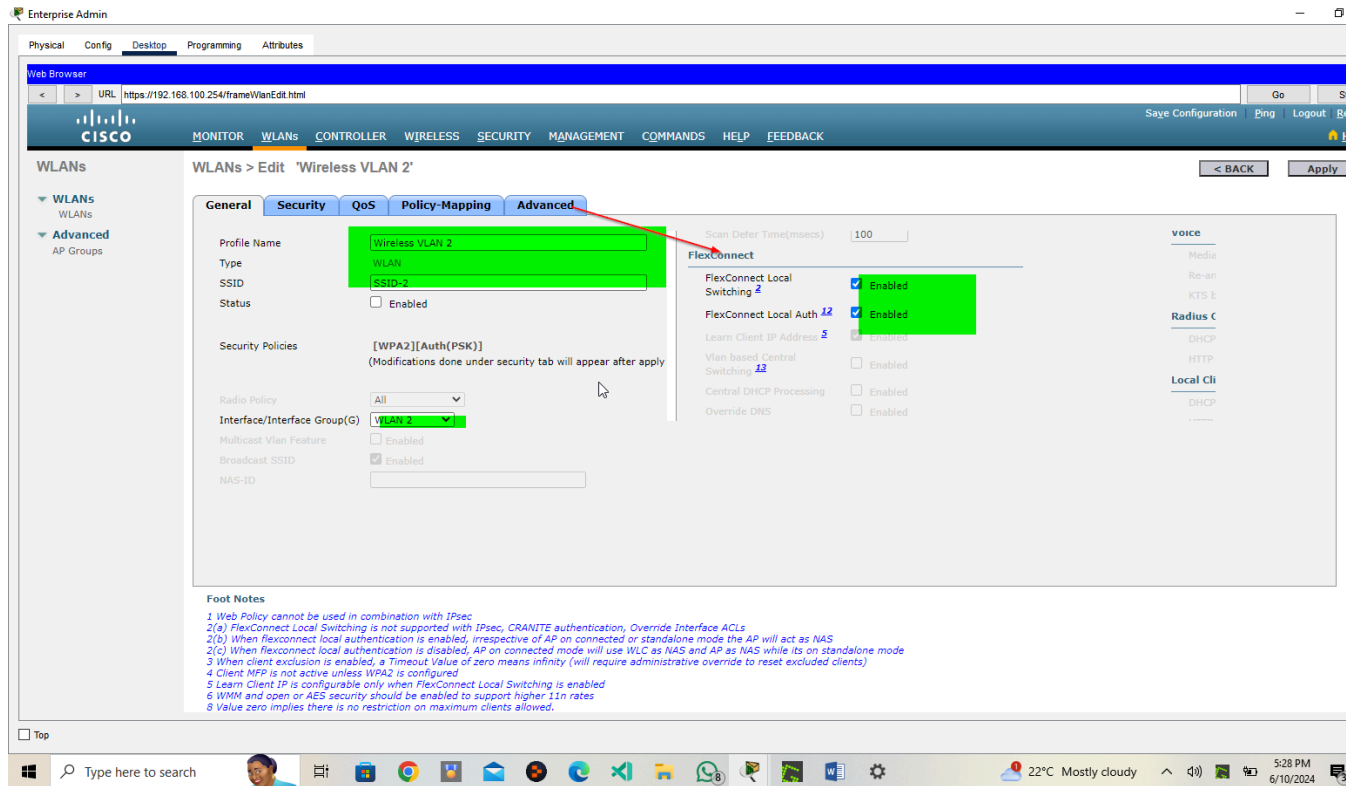 Enterprise Admin
Physical Config Desktop Programming Attributes
Web Browser
< > URL https://192.168.100.254/frameWlanEdit.html Go
Save Configuration Ping Logout
CISCO MONITOR WLANs CONTROLLER WIRELESS SECURITY MANAGEMENT COMMANDS HELP FEEDBACK
WLANs
WLANs > Edit 'Wireless VLAN 2' < BACK Apply
WLANs
WLANs
Advanced
AP Groups
General Security QoS Policy-Mapping Advanced
Profile Name Wireless VLAN 2
Type WLAN
SSID SSID-2
Status Enabled
Security Policies [WPA2][Auth(PSK)]
(Modifications done under security tab will appear after apply
Radio Policy All
Interface/Interface Group(G) WLAN 2
Multicast Vlan Feature Enabled
Broadcast SSID Enabled
NAS-ID
Scan Defer Time(msecs) 100
FlexConnect
FlexConnect Local
Switching 2 Enabled
FlexConnect Local Auth 12 Enabled
Learn Client IP Address 5 Enabled
Vlan based Central
Switching 13 Enabled
Central DHCP Processing Enabled
Override DNS Enabled
Voice
Media
Re-an
KTS
Radius C
DHCP
HTTP
Local Cli
DHCP
Foot Notes
1 Web Policy cannot be used in combination with IPsec
2(a) FlexConnect Local Switching is not supported with IPsec, CRANITE authentication, Override Interface ACLs
2(b) When flexconnect local authentication is enabled, irrespective of AP on connected or standalone mode the AP will act as NAS
2(c) When flexconnect local authentication is disabled, AP on connected mode will use WLC as NAS and AP as NAS while its on standalone mode
3 When client exclusion is enabled, a Timeout Value of zero means infinity (will require administrative override to reset excluded clients)
4 Client MFP is not active unless WPA2 is configured
5 Learn Client IP is configurable only when FlexConnect Local Switching is enabled
6 WMM and open or AES security should be enabled to support higher 11n rates
8 Value zero implies there is no restriction on maximum clients allowed.
Top
Type here to search
22°C Mostly cloudy
5:28 PM
6/10/2024